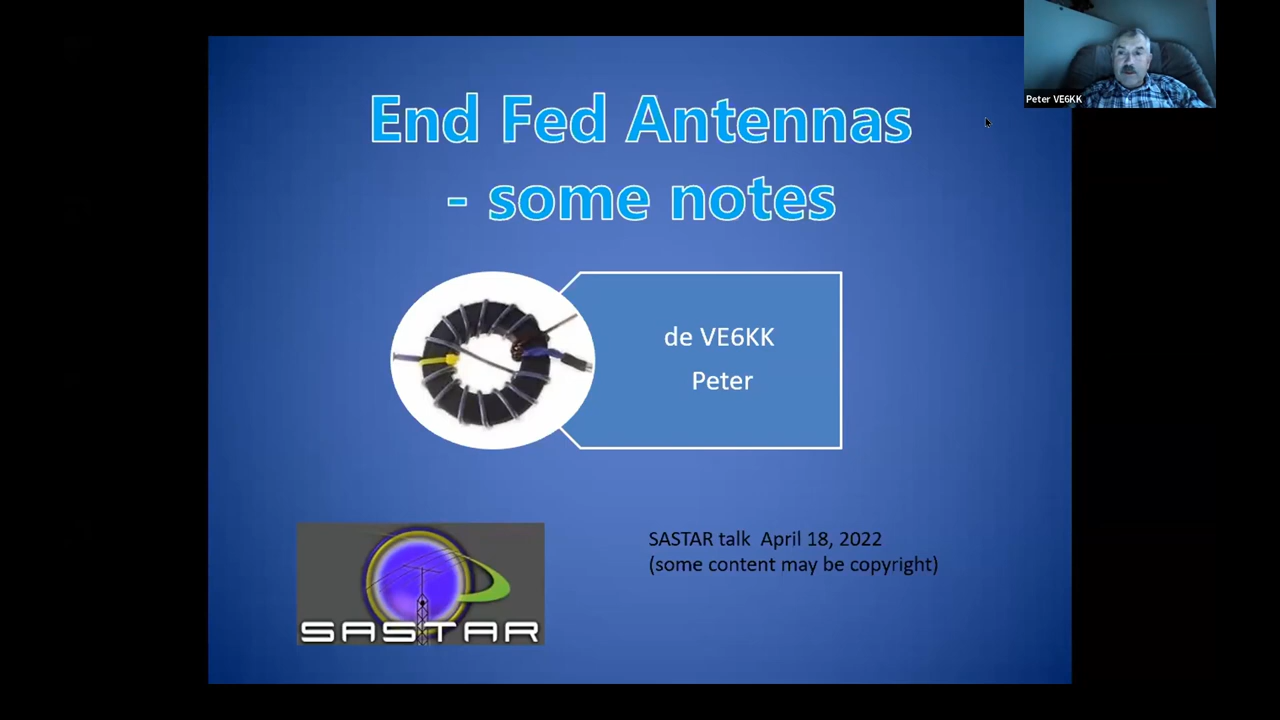 End Fed Antennas
- some notes
de VE6KK
Peter
SASTAR talk  April 18, 2022
(some content may be copyright)
SASTAR
Peter VE6KK